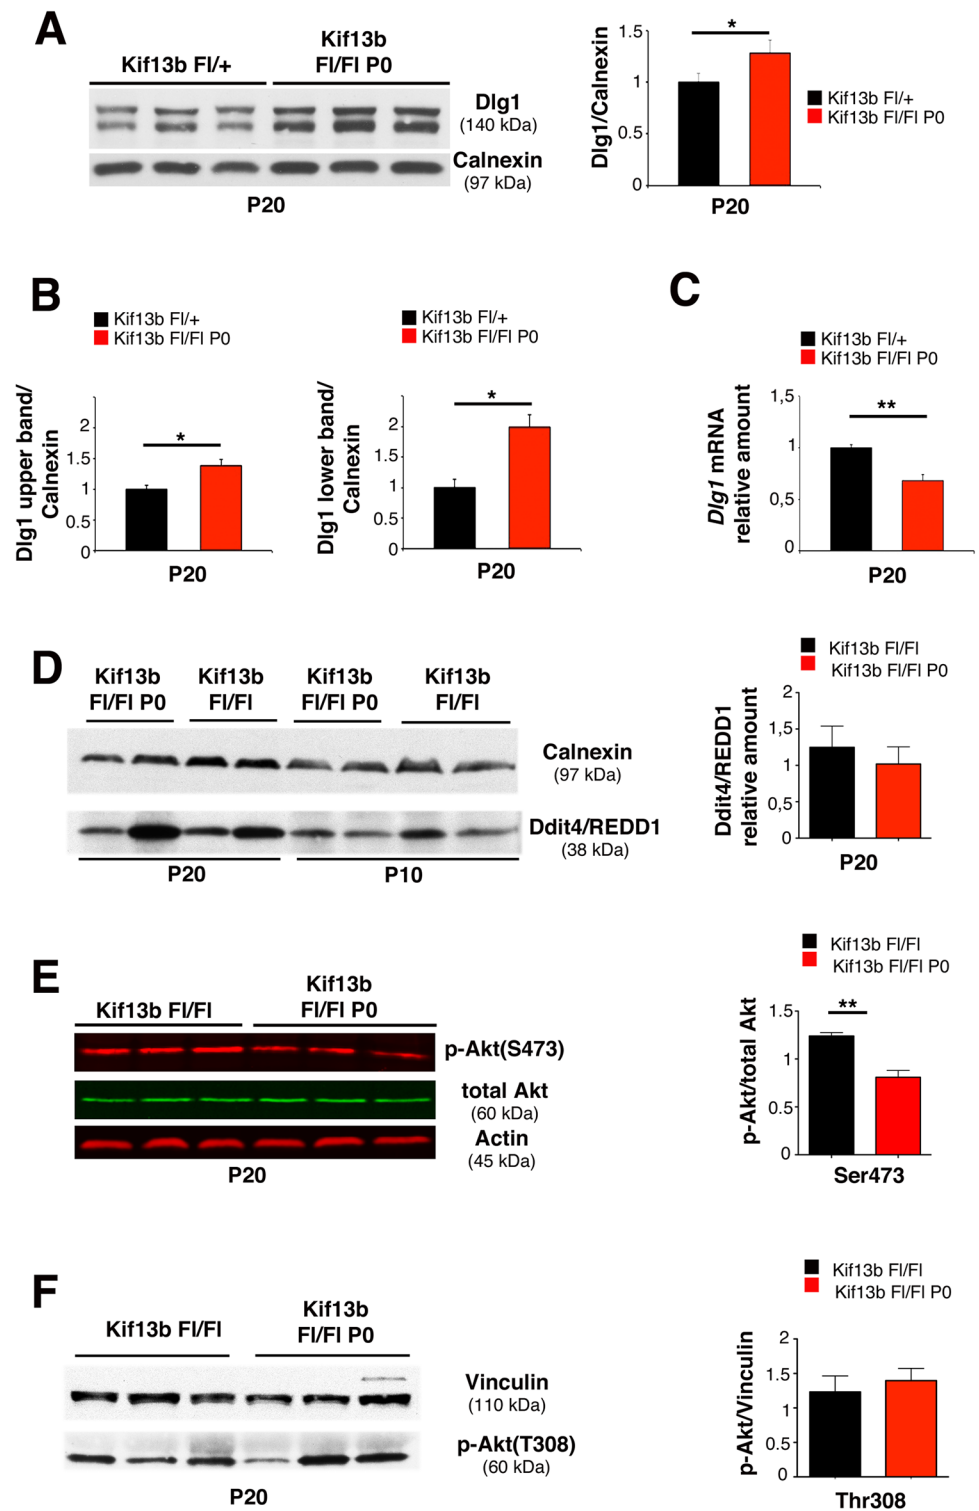 A
Kif13b Fl/+
Kif13b
Fl/Fl P0
Dlg1
(140 kDa)
Calnexin
(97 kDa)
P20
Dlg1/Calnexin
1.5
1
0.5
0
*
P20
Kif13b Fl/+
Kif13b Fl/Fl P0
B
Kif13b Fl/+
Kif13b Fl/Fl P0
Dlg1 upper band/
Calnexin
2
1.5
1
0.5
0
*
P20
Kif13b Fl/+
Kif13b Fl/Fl P0
Dlg1 lower band/
Calnexin
2
1.5
1
0.5
0
*
P20
C
Kif13b Fl/+
Kif13b Fl/Fl P0
Dlg1 mRNA
relative amount
1,5
1
0,5
0
**
P20
D
Kif13b
Fl/Fl P0
Kif13b
Fl/Fl
Kif13b
Fl/Fl P0
Kif13b
Fl/Fl
Calnexin
(97 kDa)
Ddit4/REDD1
(38 kDa)
P20
P10
Kif13b Fl/Fl
Kif13b Fl/Fl P0
Ddit4/REDD1
relative amount
2
1,5
1
0,5
0
P20
E
Kif13b Fl/Fl
Kif13b
Fl/Fl P0
p-Akt(S473)
total Akt
(60 kDa)
Actin
(45 kDa)
P20
Kif13b Fl/Fl
Kif13b Fl/Fl P0
p-Akt/total Akt
1.5
1
0.5
0
**
Ser473
F
Kif13b Fl/Fl
Kif13b
Fl/Fl P0
Vinculin
(110 kDa)
p-Akt(T308)
(60 kDa)
P20
Kif13b Fl/Fl
Kif13b Fl/Fl P0
p-Akt/Vinculin
2
1.5
1
0.5
0
Thr308